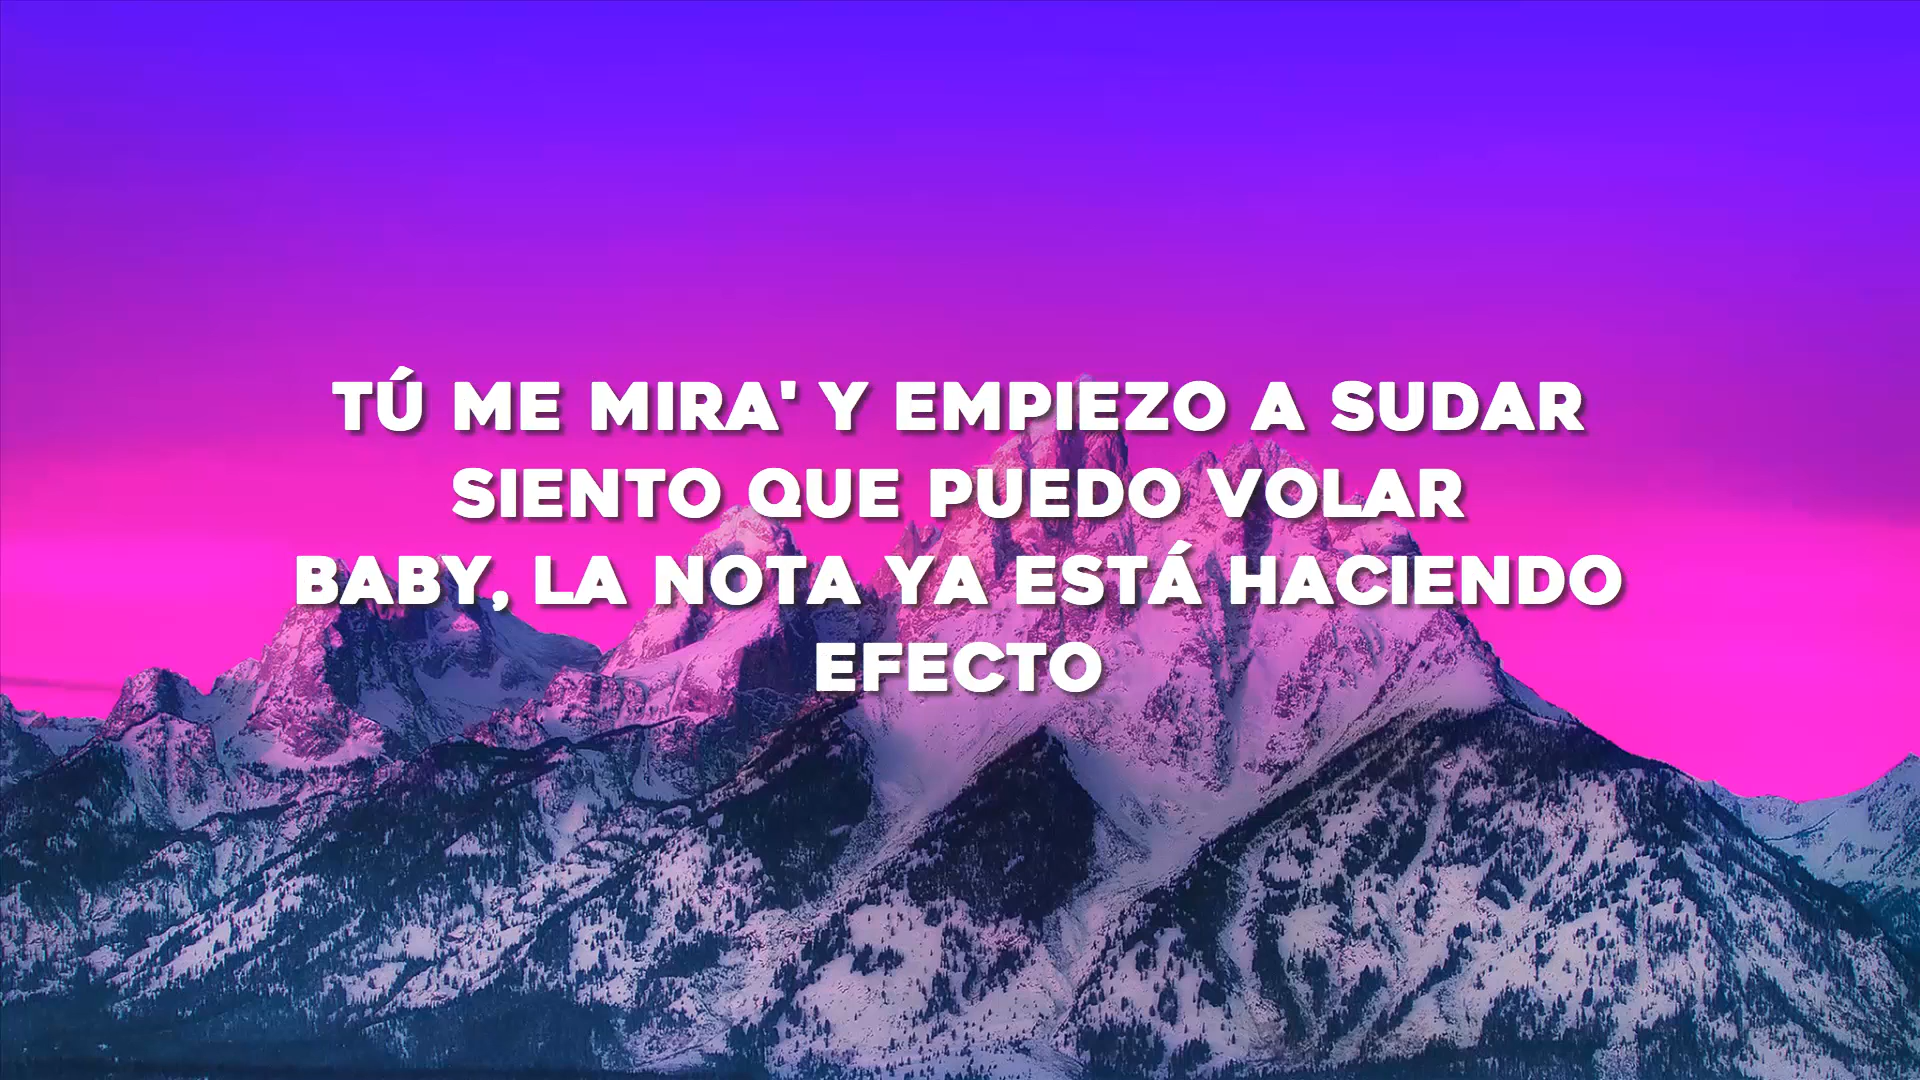 TÚ ME MIRA' Y EMPIEZO A SUDAR
SIENTO QUE PUEDO VOLAR
BABY, LA NOTA YA ESTÁ HACIENDO
EFECTO